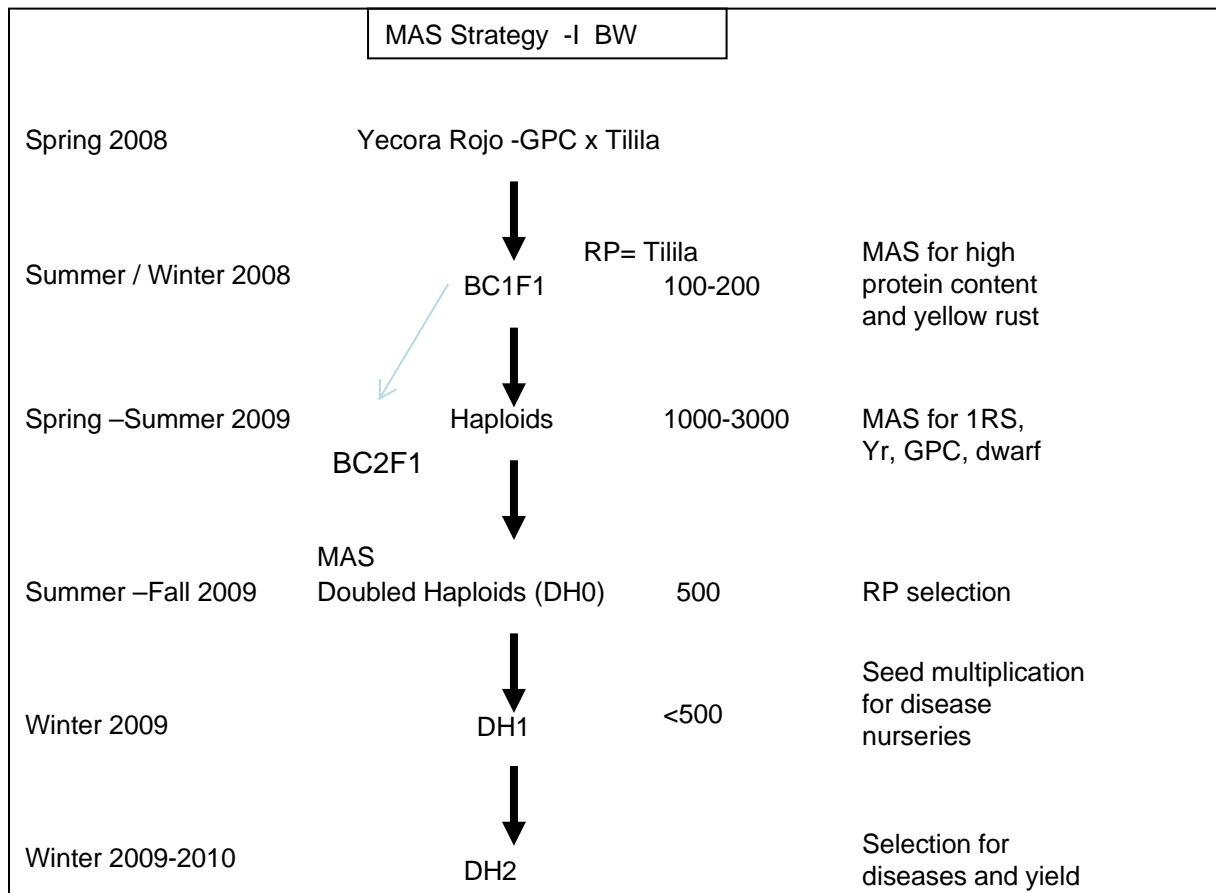 MAS Strategy -I BW
Spring 2008 Yecora Rojo -GPC x Tilila
RP= Tilila
Summer / Winter 2008 BC1F1 100-200 MAS for high
protein content
and yellow rust
Spring –Summer 2009 Haploids 1000-3000 MAS for 1RS,
Yr, GPC, dwarf
BC2F1
MAS
Summer –Fall 2009 Doubled Haploids (DH0) 500 RP selection
Winter 2009 DH1 <500 Seed multiplication
for disease
nurseries
Winter 2009-2010 DH2 Selection for
diseases and yield